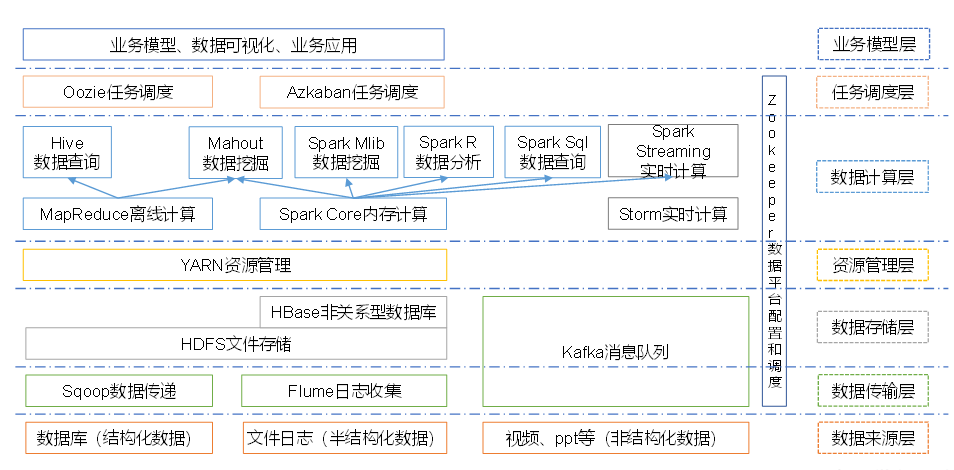 业务模型、数据可视化、业务应用
业务模型层
Oozie任务调度
Azkaban任务调度
任务调度层
Hive
数据查询
Mahout
数据挖掘
Spark Mlib
数据挖掘
Spark R
数据分析
Spark Sql
数据查询
Spark
Streaming
实时计算
数据计算层
MapReduce离线计算
Spark Core内存计算
Storm实时计算
Zookeeper数据平台配置和调度
YARN资源管理
资源管理层
HBase非关系型数据库
HDFS文件存储
Kafka消息队列
数据存储层
Sqoop数据传递
Flume日志收集
数据传输层
数据库（结构化数据）
文件日志（半结构化数据）
视频、ppt等（非结构化数据）
数据来源层